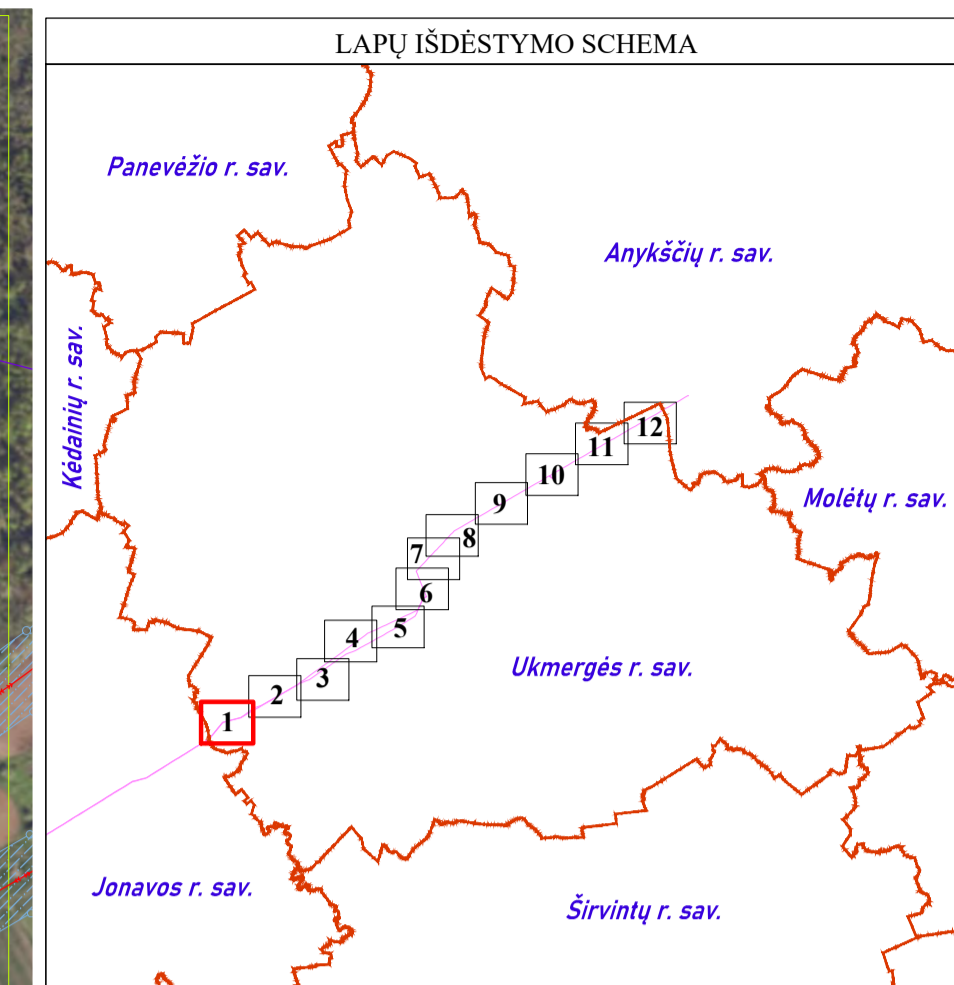 LAPŲ IŠDĖSTYMO SCHEMA
Panevėžio r. sav.
Anykščių r. sav.
Kėdainių r. sav.
12
11
10
Molėtų r. sav.
9
8
7
6
5
4
Ukmergės r. sav.
3
2
1
Jonavos r. sav.
Širvintų r. sav.